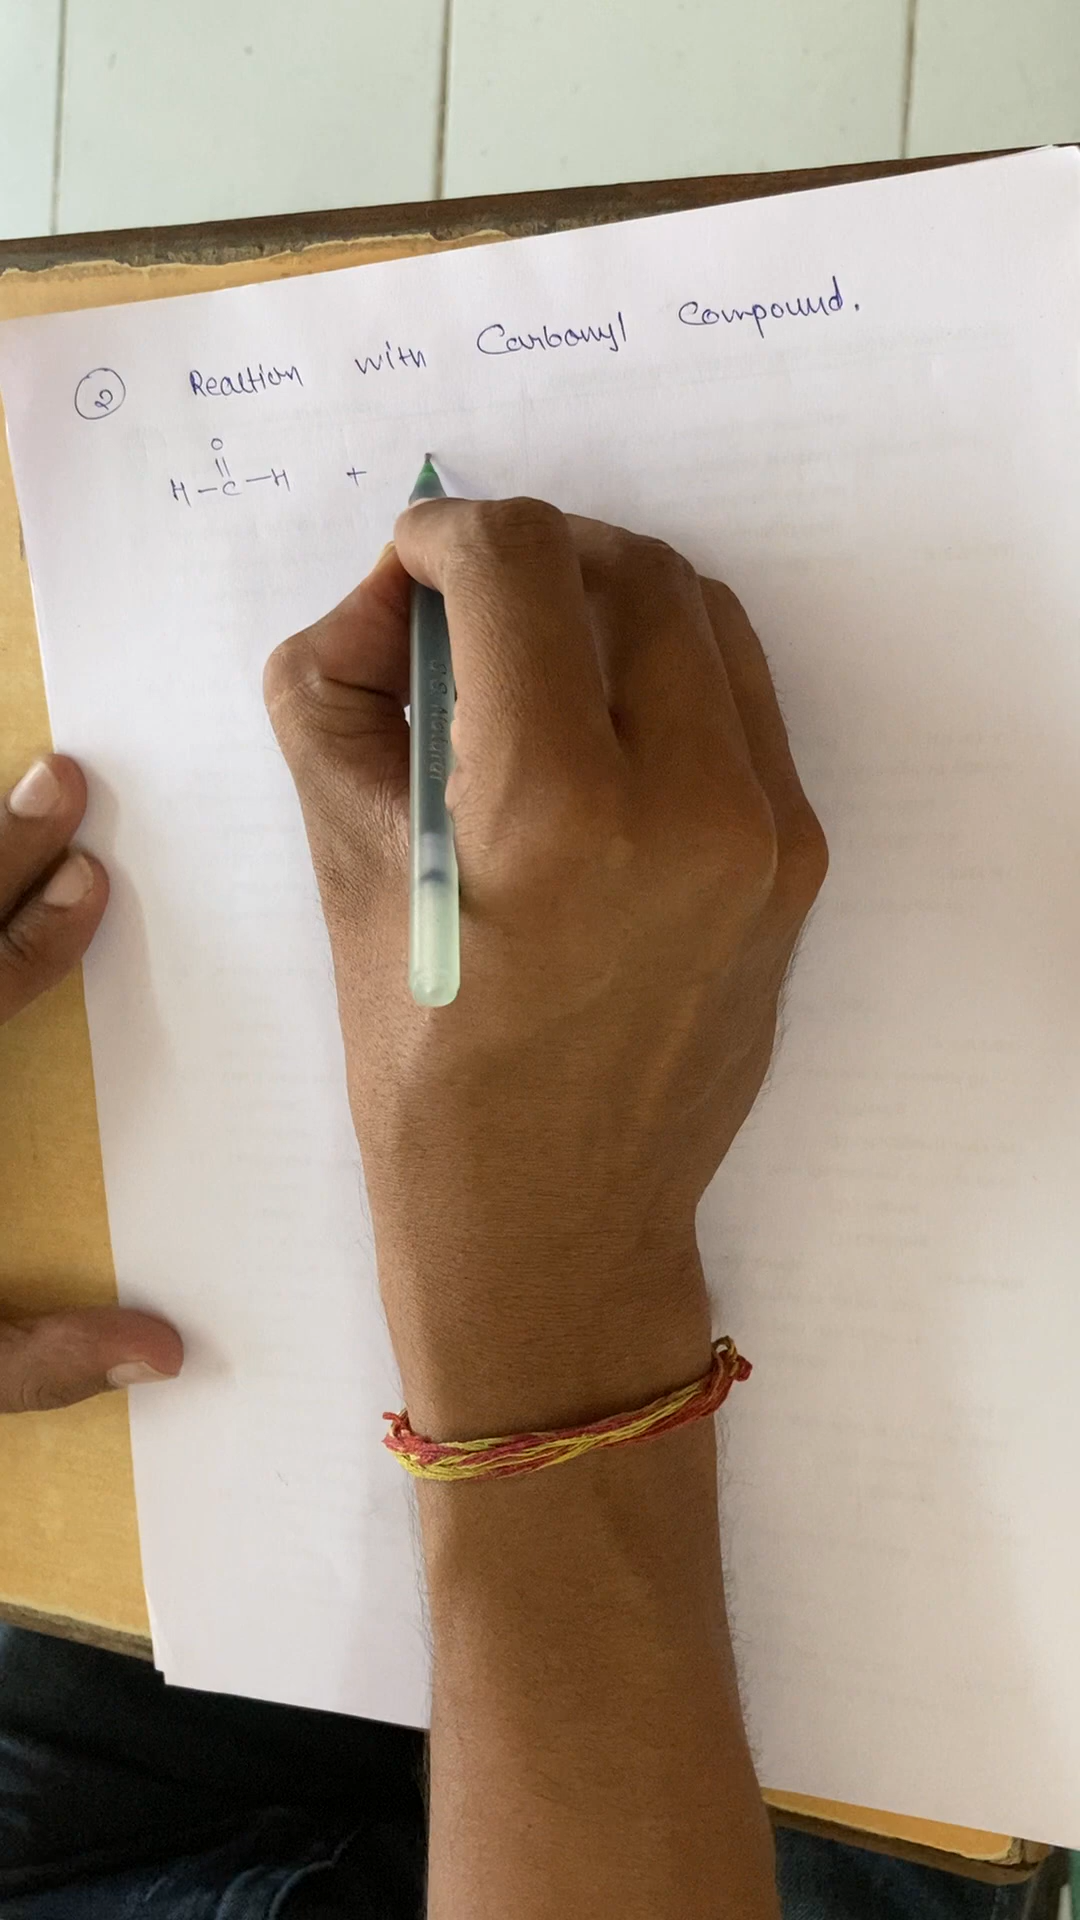 ② Reaction with Carbonyl Compound.
O
||
H-C-H +